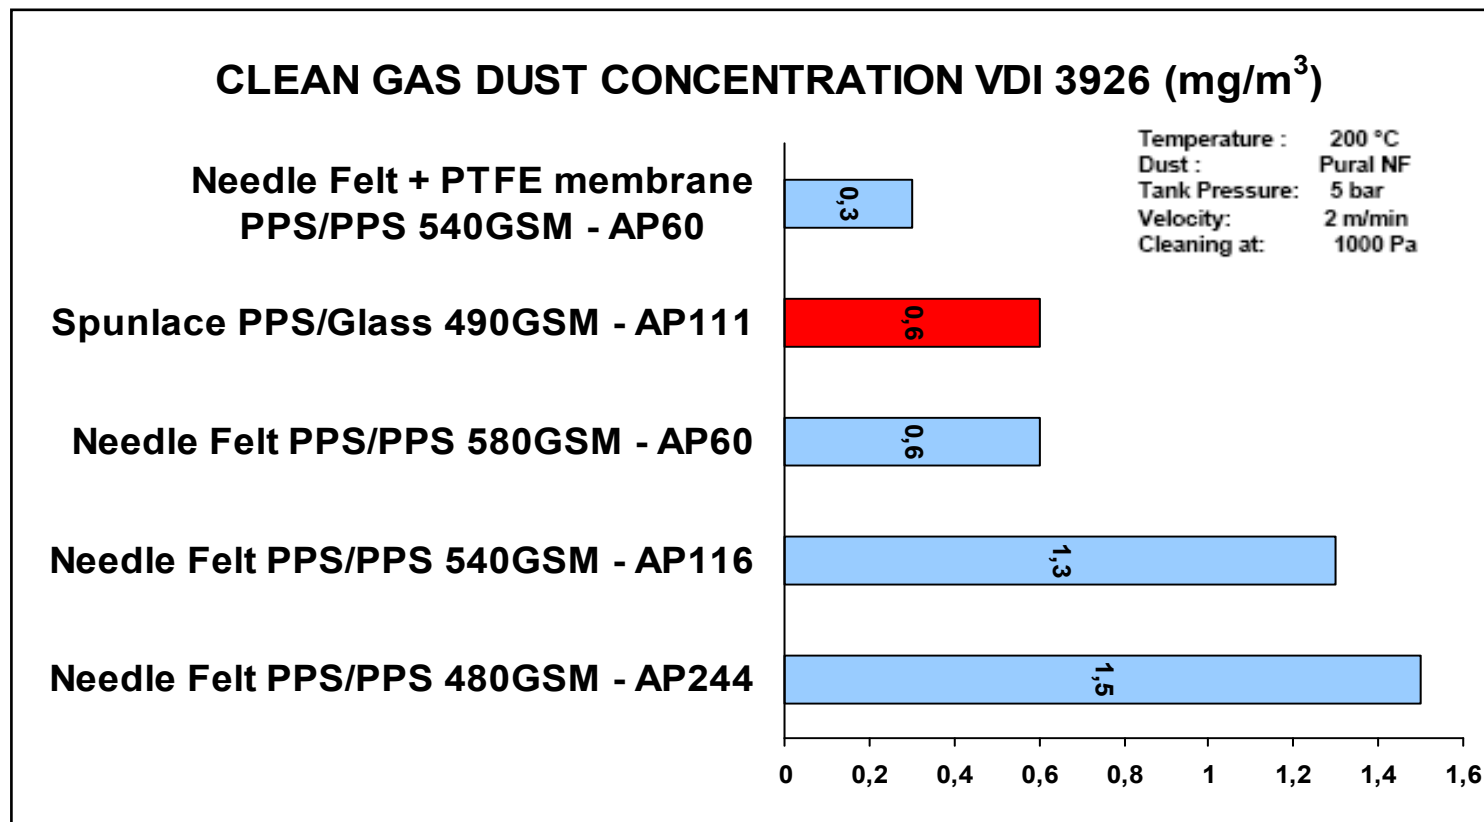 CLEAN GAS DUST CONCENTRATION VDI 3926 (mg/m³)
Temperature : 200 °C
Dust : Pural NF
Tank Pressure: 5 bar
Velocity: 2 m/min
Cleaning at: 1000 Pa
Needle Felt + PTFE membrane
PPS/PPS 540GSM - AP60
0,3
Spunlace PPS/Glass 490GSM - AP111
0,6
Needle Felt PPS/PPS 580GSM - AP60
0,6
Needle Felt PPS/PPS 540GSM - AP116
1,3
Needle Felt PPS/PPS 480GSM - AP244
1,5
0 0,2 0,4 0,6 0,8 1 1,2 1,4 1,6